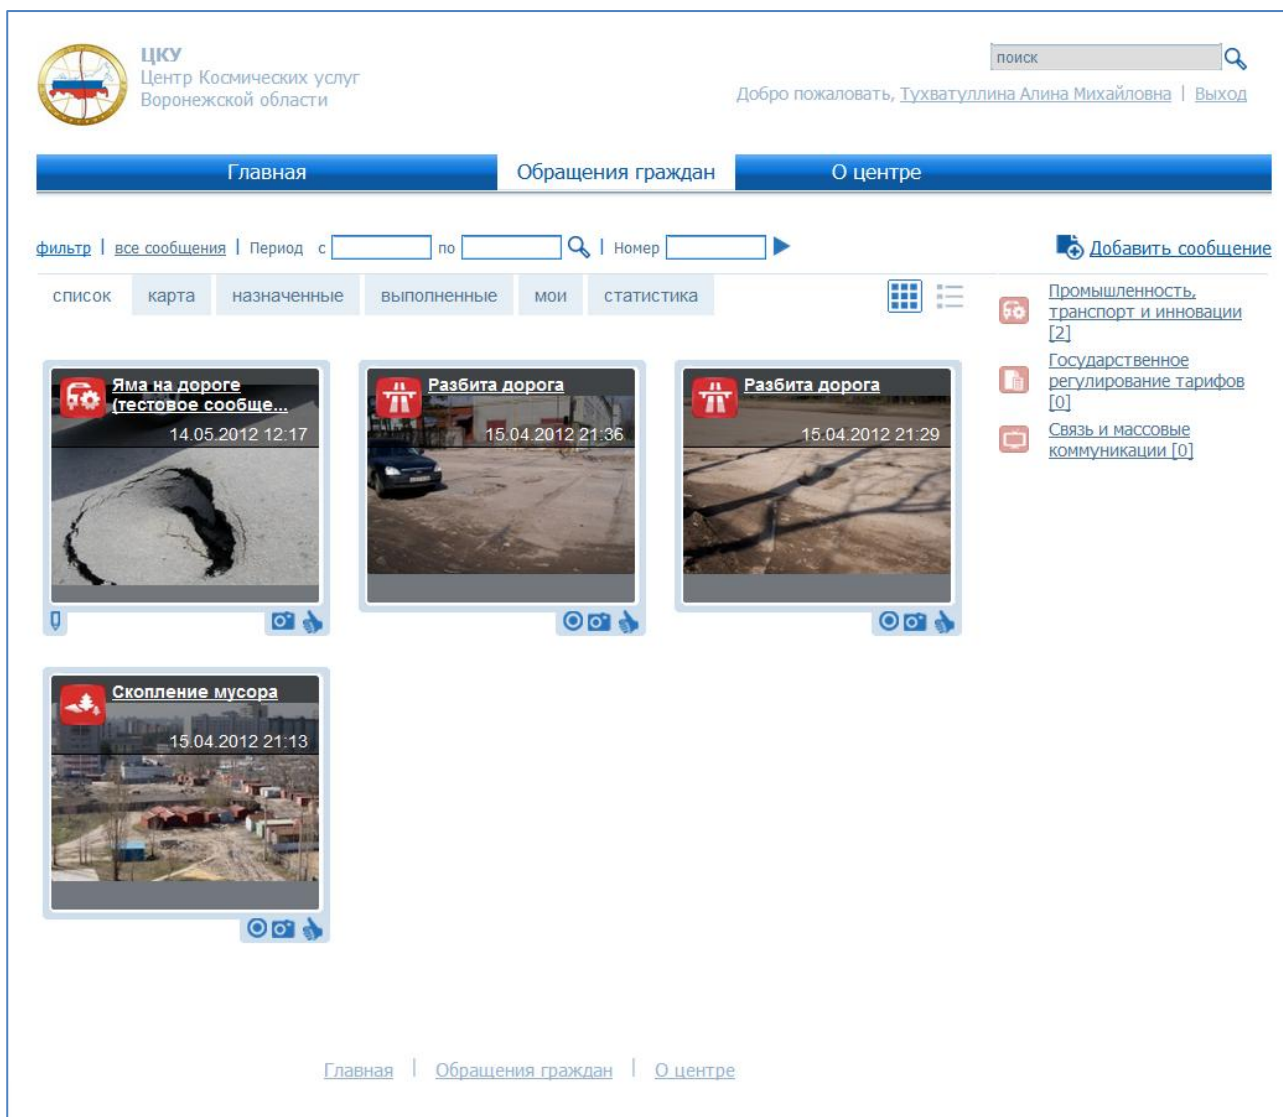 ЦКУ
Центр Космических услуг
Воронежской области
поиск
Добро пожаловать, Тухватуллина Алина Михайловна | Выход
Главная Обращения граждан О центре
фильтр | все сообщения | Период с по | Номер
Добавить сообщение
список карта назначенные выполненные мои статистика
Промышленность,
транспорт и инновации
[2]
Государственное
регулирование тарифов
[0]
Связь и массовые
коммуникации [0]
Яма на дороге
(тестовое сообще...
14.05.2012 12:17
Разбита дорога
15.04.2012 21:36
Разбита дорога
15.04.2012 21:29
Скопление мусора
15.04.2012 21:13
Главная | Обращения граждан | О центре